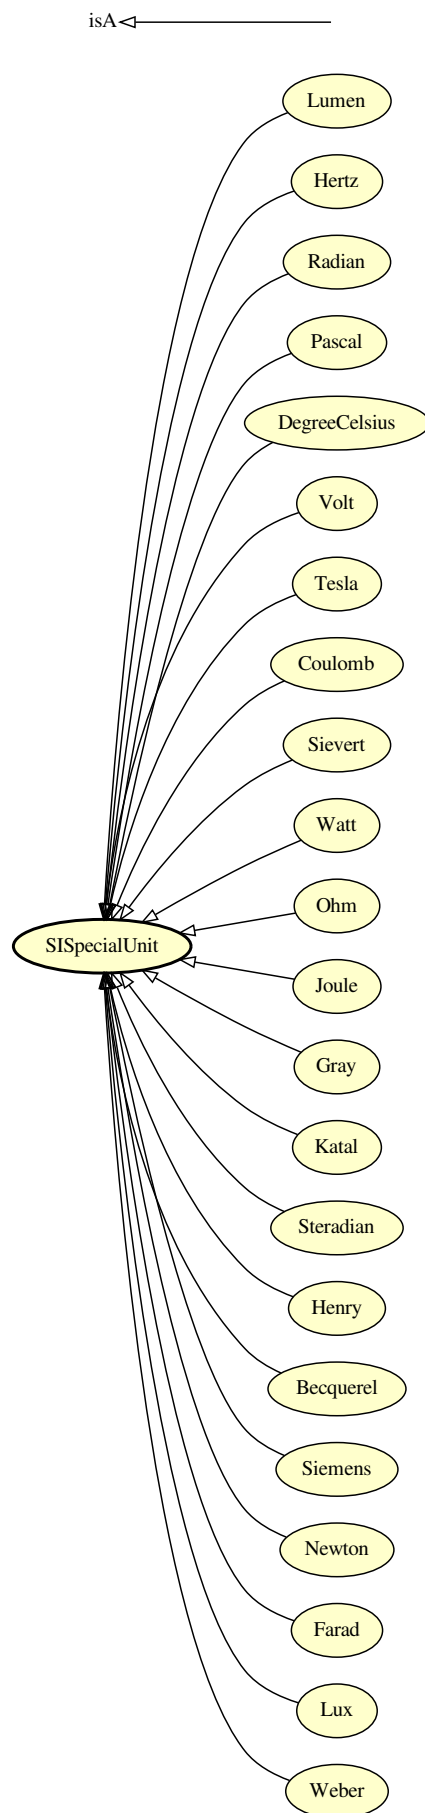 isA
Lumen
Hertz
Radian
Pascal
DegreeCelsius
Volt
Tesla
Coulomb
Sievert
Watt
Ohm
SISpecialUnit
Joule
Gray
Katal
Steradian
Henry
Becquerel
Siemens
Newton
Farad
Lux
Weber